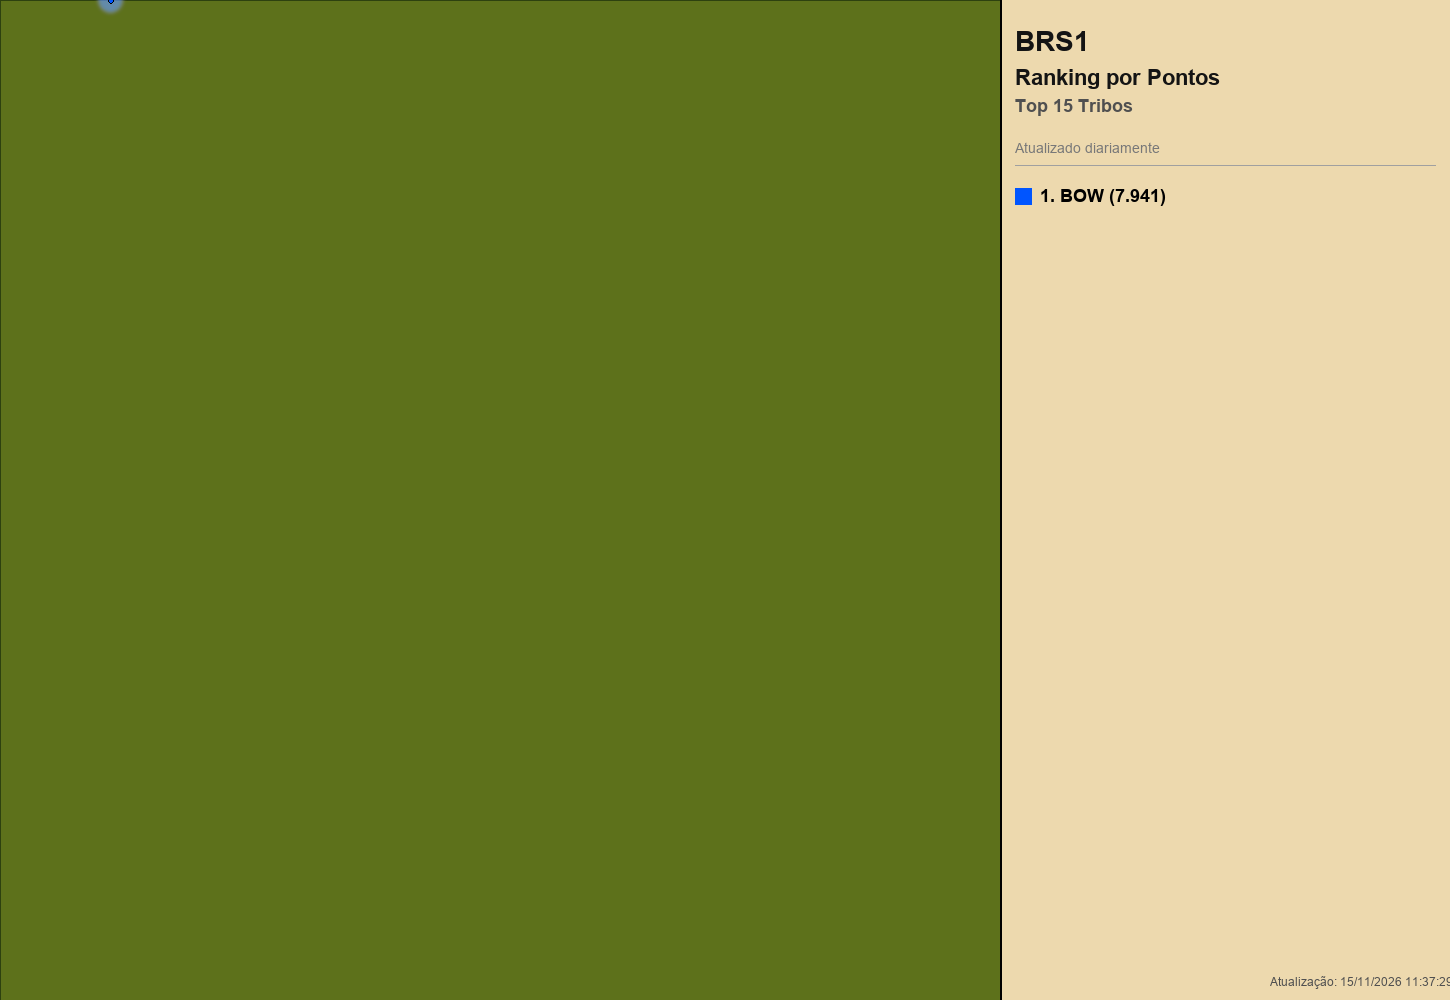 BRS1
Ranking por Pontos
Top 15 Tribos
Atualizado diariamente
1. BOW (7.941)
Atualização: 15/11/2026 11:37:29